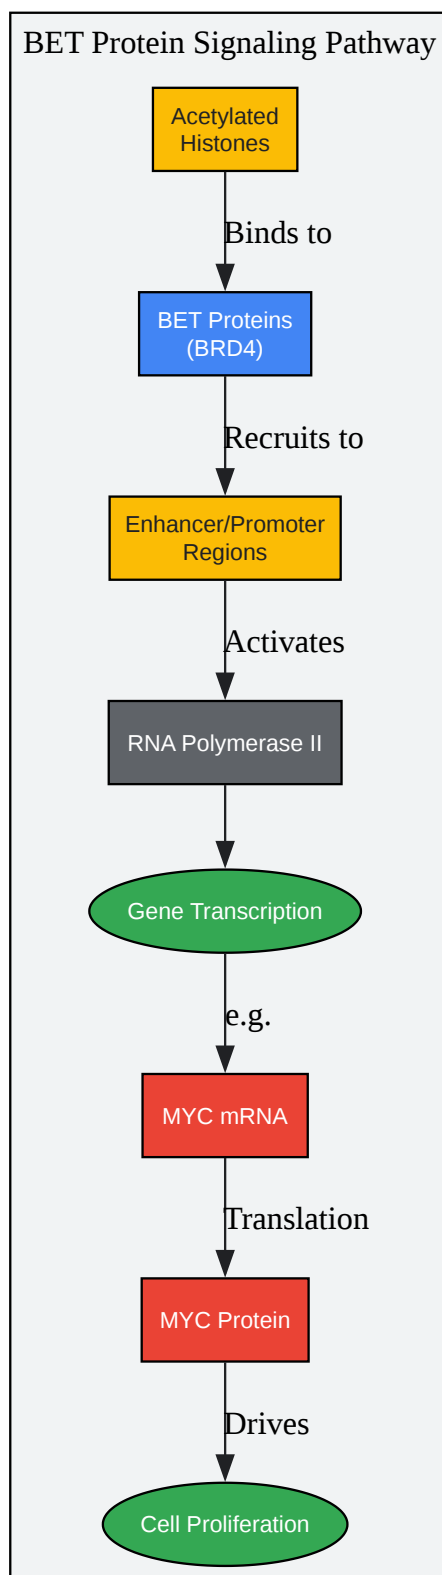 BET Protein Signaling Pathway
Acetylated
Histones
Binds to
BET Proteins
(BRD4)
Recruits to
Enhancer/Promoter
Regions
Activates
RNA Polymerase II
Gene Transcription
e.g.
MYC mRNA
Translation
MYC Protein
Drives
Cell Proliferation